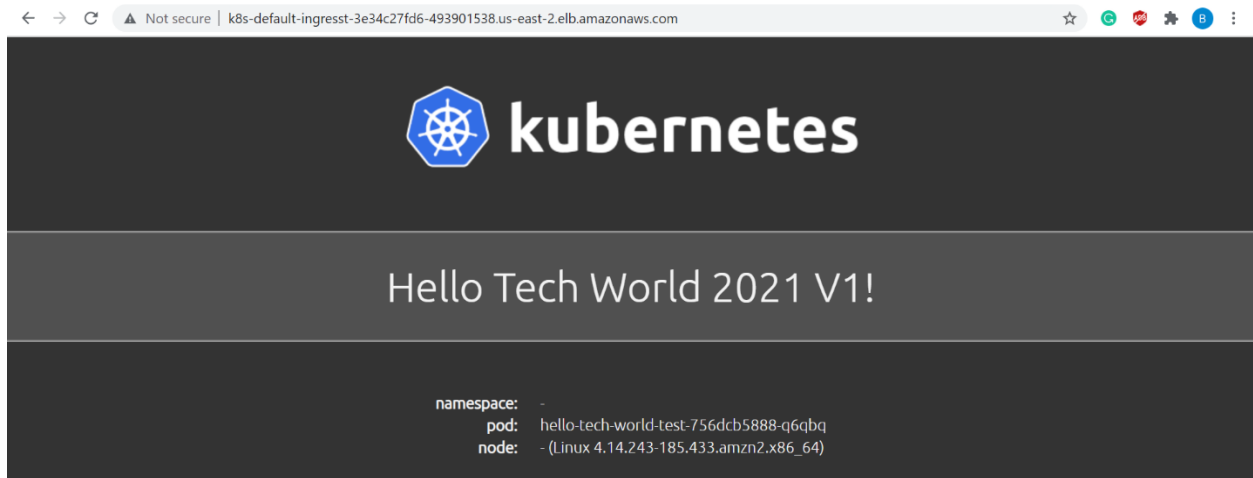 Not secure | k8s-default-ingresst-3e34c27fd6-493901538.us-east-2.elb.amazonaws.com
B
kubernetes
Hello Tech World 2021 V1!
namespace: -
pod: hello-tech-world-test-756dcb5888-q6qbq
node: - (Linux 4.14.243-185.433.amzn2.x86_64)